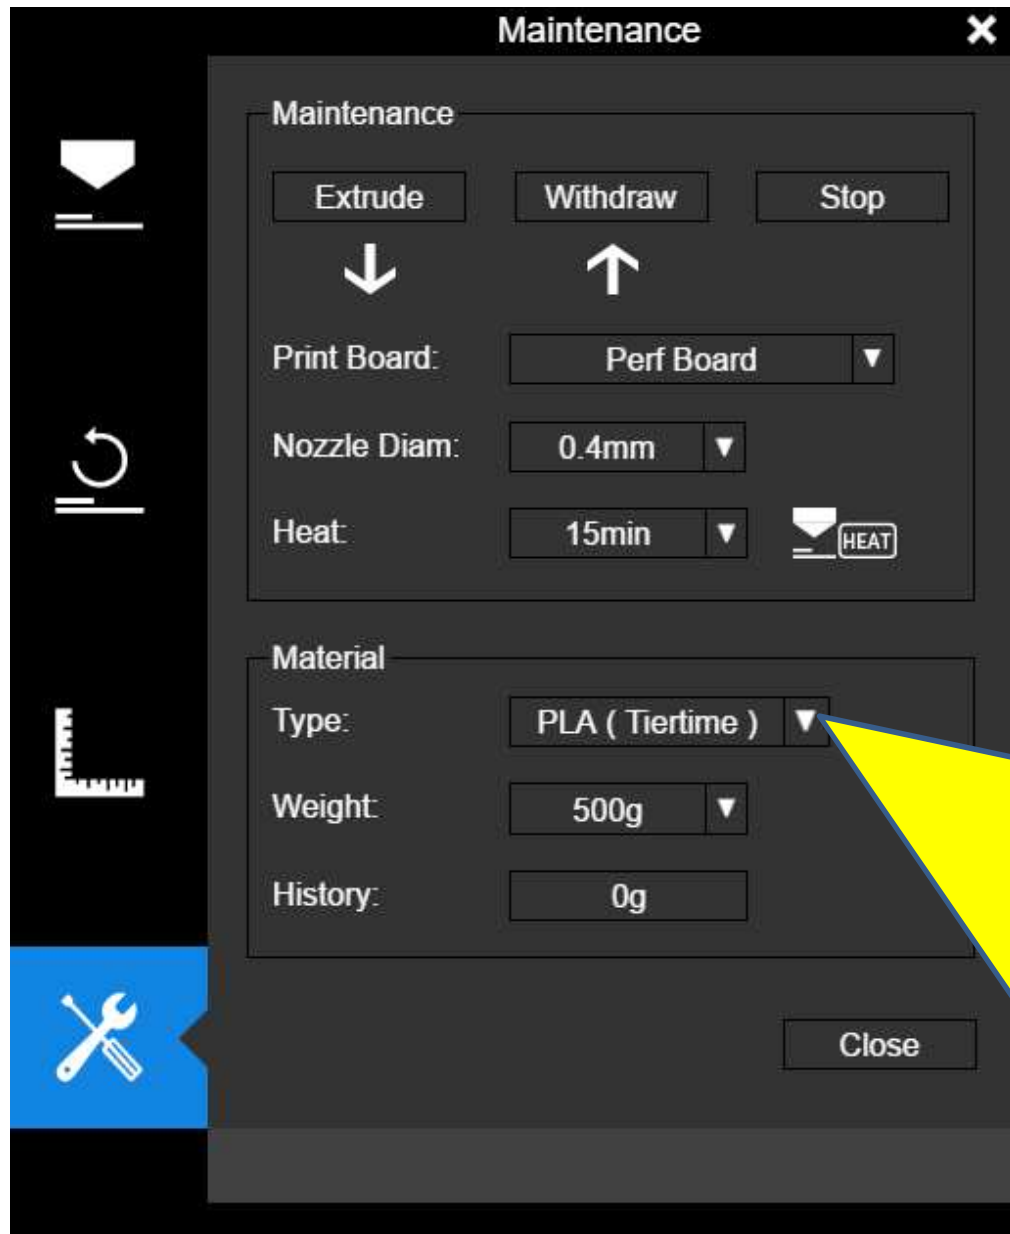 Maintenance
Maintenance
Extrude Withdraw Stop
Print Board: Perf Board
Nozzle Diam: 0.4mm
Heat: 15min HEAT
Material
Type: PLA ( Tiertime )
Weight: 500g
History: 0g
Close